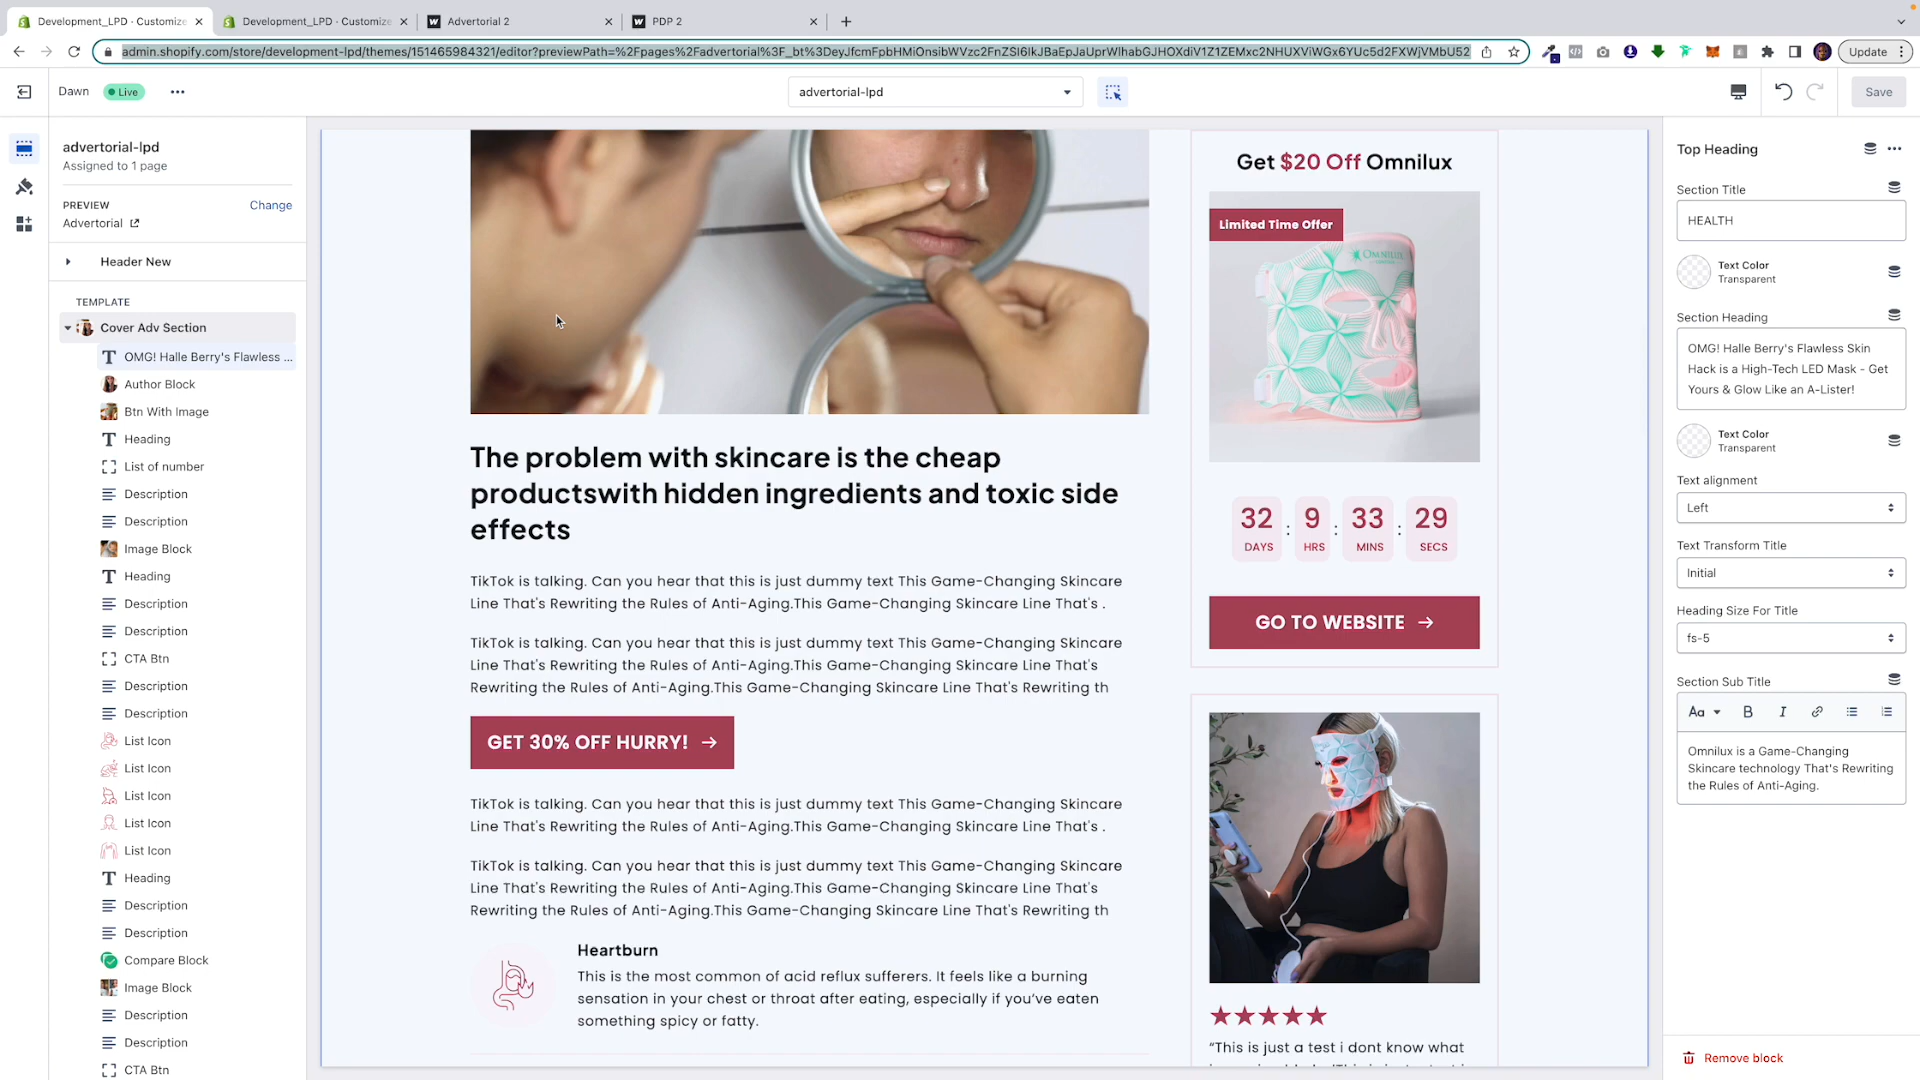 Development_LPD · Customize
Development_LPD · Customize
Advertorial 2
PDP 2
admin.shopify.com/store/development-lpd/themes/151465984321/editor?previewPath=%2Fpages%2Fadvertorial%3F_bt%3DeyJfcmFpbHMiOnsibWVzc2FnZSI6IkJBaEpJaUprWlhabGJHOXdiV1Z1ZEMxc2NHUXViWGx6YUc5d2FXWjVMbU52
Update
Dawn
Live
advertorial-lpd
Save
advertorial-lpd
Assigned to 1 page
PREVIEW
Change
Advertorial
Header New
TEMPLATE
Cover Adv Section
OMG! Halle Berry's Flawless ...
Author Block
Btn With Image
Heading
List of number
Description
Description
Image Block
Heading
Description
Description
CTA Btn
Description
Description
List Icon
List Icon
List Icon
List Icon
List Icon
Heading
Description
Description
Compare Block
Image Block
Description
Description
CTA Btn
The problem with skincare is the cheap
productswith hidden ingredients and toxic side
effects
TikTok is talking. Can you hear that this is just dummy text This Game-Changing Skincare
Line That's Rewriting the Rules of Anti-Aging.This Game-Changing Skincare Line That's .
TikTok is talking. Can you hear that this is just dummy text This Game-Changing Skincare
Line That's Rewriting the Rules of Anti-Aging.This Game-Changing Skincare Line That's
Rewriting the Rules of Anti-Aging.This Game-Changing Skincare Line That's Rewriting th
GET 30% OFF HURRY! →
TikTok is talking. Can you hear that this is just dummy text This Game-Changing Skincare
Line That's Rewriting the Rules of Anti-Aging.This Game-Changing Skincare Line That's .
TikTok is talking. Can you hear that this is just dummy text This Game-Changing Skincare
Line That's Rewriting the Rules of Anti-Aging.This Game-Changing Skincare Line That's
Rewriting the Rules of Anti-Aging.This Game-Changing Skincare Line That's Rewriting th
Heartburn
This is the most common of acid reflux sufferers. It feels like a burning
sensation in your chest or throat after eating, especially if you've eaten
something spicy or fatty.
Get $20 Off Omnilux
Limited Time Offer
OMNILUX
32 : 9 : 33 : 29
DAYS HRS MINS SECS
GO TO WEBSITE →
★★★★★
“This is just a test i dont know what
Top Heading
Section Title
HEALTH
Text Color
Transparent
Section Heading
OMG! Halle Berry's Flawless Skin
Hack is a High-Tech LED Mask - Get
Yours & Glow Like an A-Lister!
Text Color
Transparent
Text alignment
Left
Text Transform Title
Initial
Heading Size For Title
fs-5
Section Sub Title
Aa B I
Omnilux is a Game-Changing
Skincare technology That's Rewriting
the Rules of Anti-Aging.
Remove block